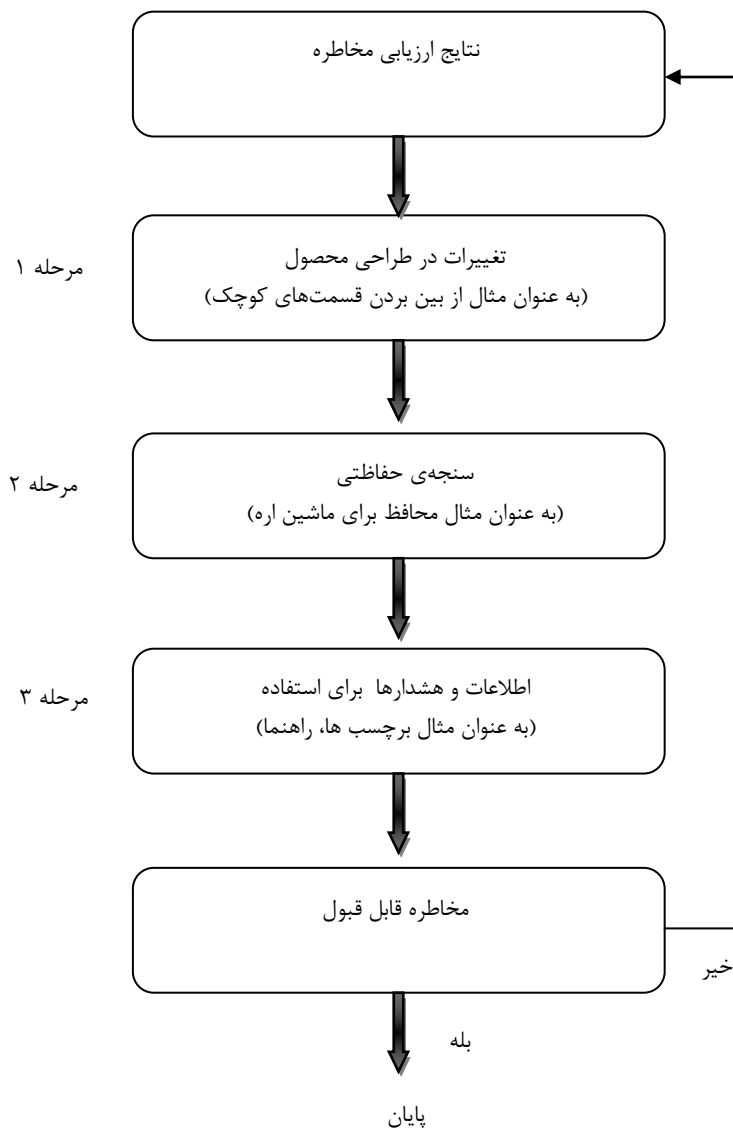 نتایج ارزیابی مخاطره
مرحله ۱
تغییرات در طراحی محصول
(به عنوان مثال از بین بردن قسمت‌های کوچک)
مرحله ۲
سنجه‌ی حفاظتی
(به عنوان مثال محافظ برای ماشین اره)
مرحله ۳
اطلاعات و هشدارها برای استفاده
(به عنوان مثال برچسب ها، راهنما)
مخاطره قابل قبول
خیر
بله
پایان